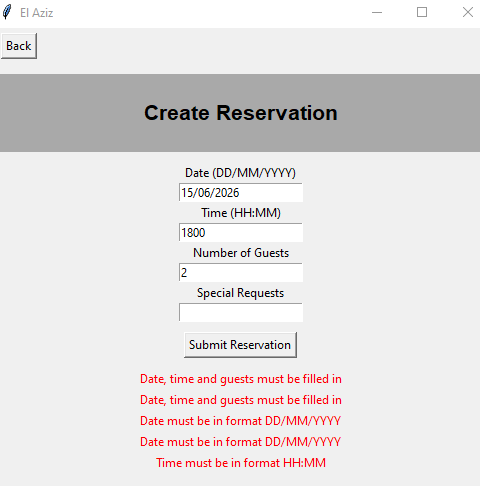 El Aziz
Back
Create Reservation
Date (DD/MM/YYYY)
15/06/2026
Time (HH:MM)
1800
Number of Guests
2
Special Requests
Submit Reservation
Date, time and guests must be filled in
Date, time and guests must be filled in
Date must be in format DD/MM/YYYY
Date must be in format DD/MM/YYYY
Time must be in format HH:MM